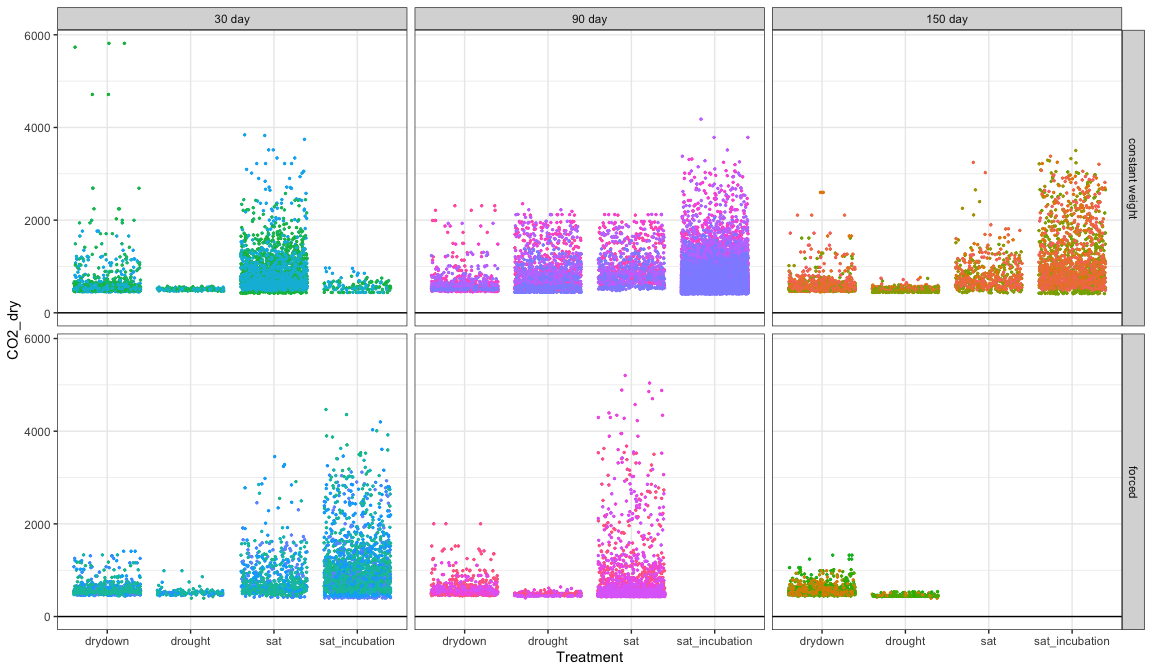 30 day
90 day
150 day
CO2_dry
6000
4000
2000
0
constant weight
6000
4000
2000
0
forced
drydown drought sat sat_incubation
drydown drought sat sat_incubation
drydown drought sat sat_incubation
Treatment